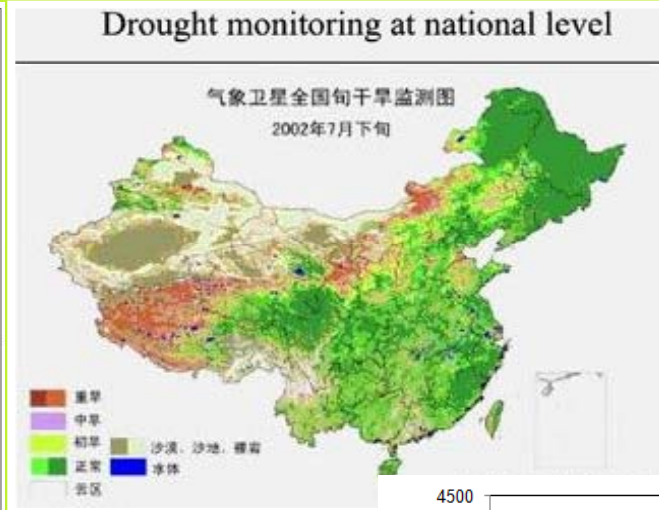 Drought monitoring at national level
气象卫星全国旬干旱监测图
2002年7月下旬
重旱
中旱
初旱
正常
云区
沙漠、沙地、裸岩
水体
4500